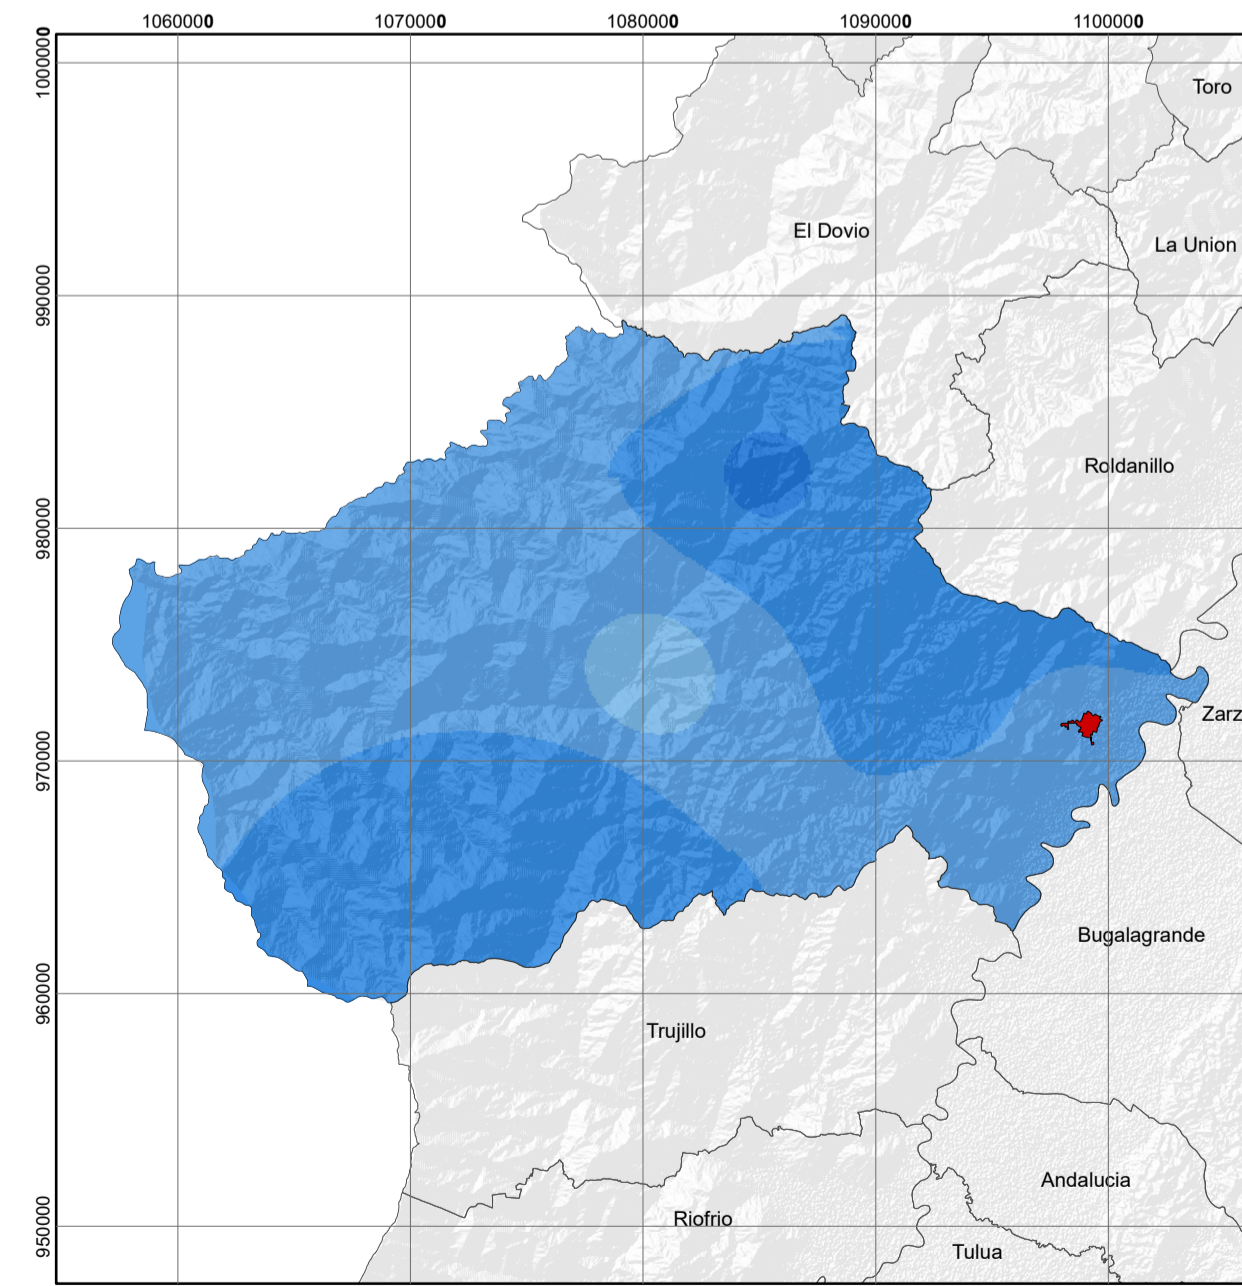 1060000 1070000 1080000 1090000 1100000
1000000
Toro
El Dovio
La Union
990000
Roldanillo
980000
Zarz
970000
Bugalagrande
960000
Trujillo
Andalucia
Riofrio
950000
Tulua